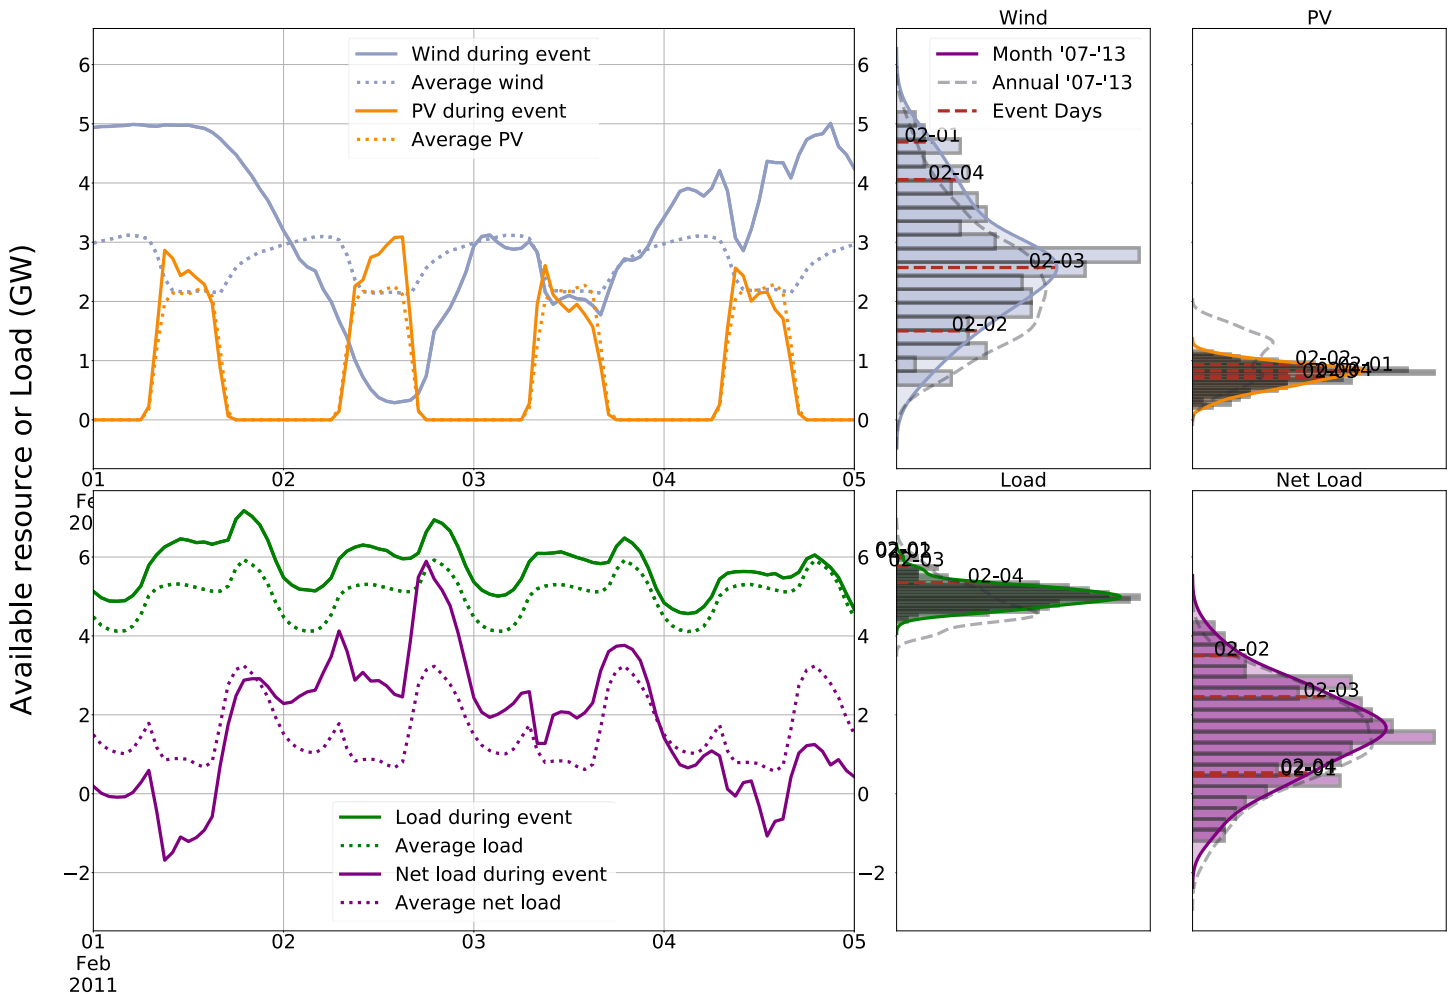 Available resource or Load (GW)
Wind during event
Average wind
PV during event
Average PV
6
5
4
3
2
1
0
01
02
03
04
05
Fe
20
6
5
4
3
2
1
0
Wind
Month '07-'13
Annual '07-'13
Event Days
02-01
02-04
02-03
02-02
PV
02-02
02-01
6
4
2
0
−2
Load during event
Average load
Net load during event
Average net load
01
02
03
04
05
Feb
2011
6
4
2
0
−2
Load
02-03
02-04
Net Load
02-02
02-03